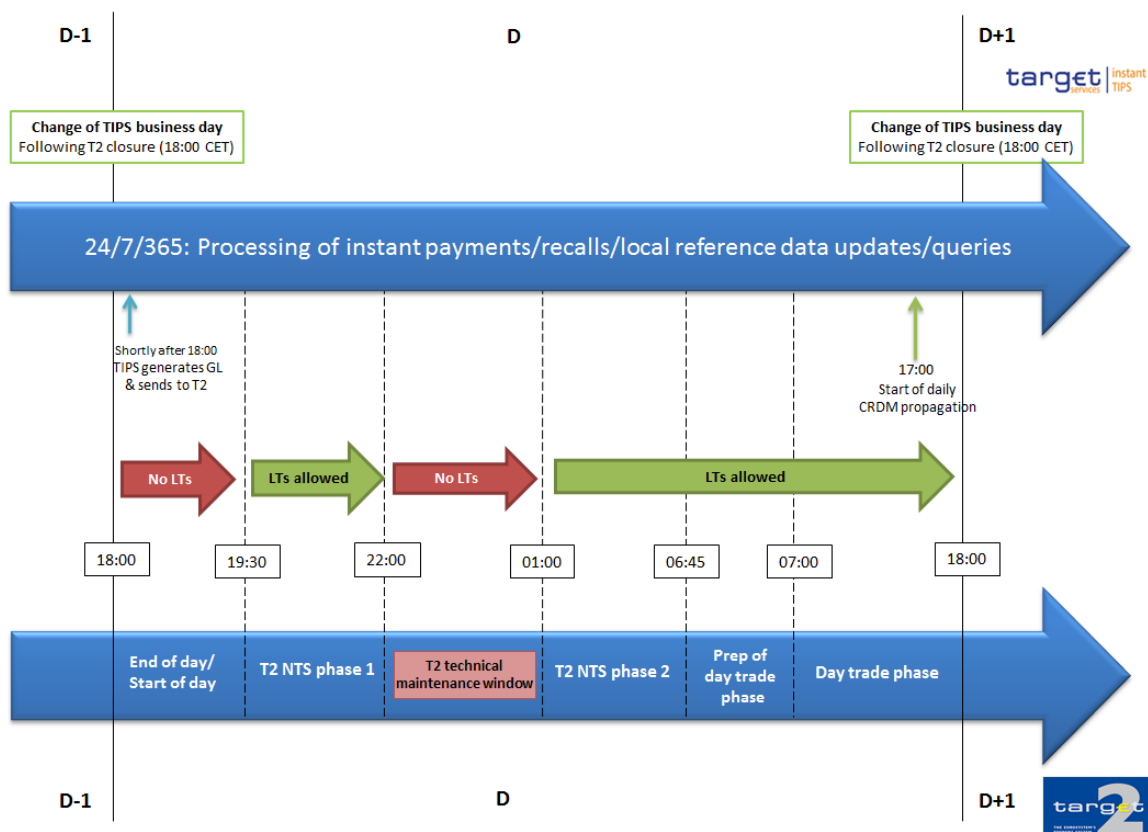 D-1
D
D+1
target
services
instant
TIPS
Change of TIPS business day
Following T2 closure (18:00 CET)
Change of TIPS business day
Following T2 closure (18:00 CET)
24/7/365: Processing of instant payments/recalls/local reference data updates/queries
Shortly after 18:00
TIPS generates GL
& sends to T2
17:00
Start of daily
CRDM propagation
No LTs
LTs allowed
No LTs
LTs allowed
18:00
19:30
22:00
01:00
06:45
07:00
18:00
End of day/
Start of day
T2 NTS phase 1
T2 technical
maintenance window
T2 NTS phase 2
Prep of
day trade
phase
Day trade phase
D-1
D
D+1
target
2